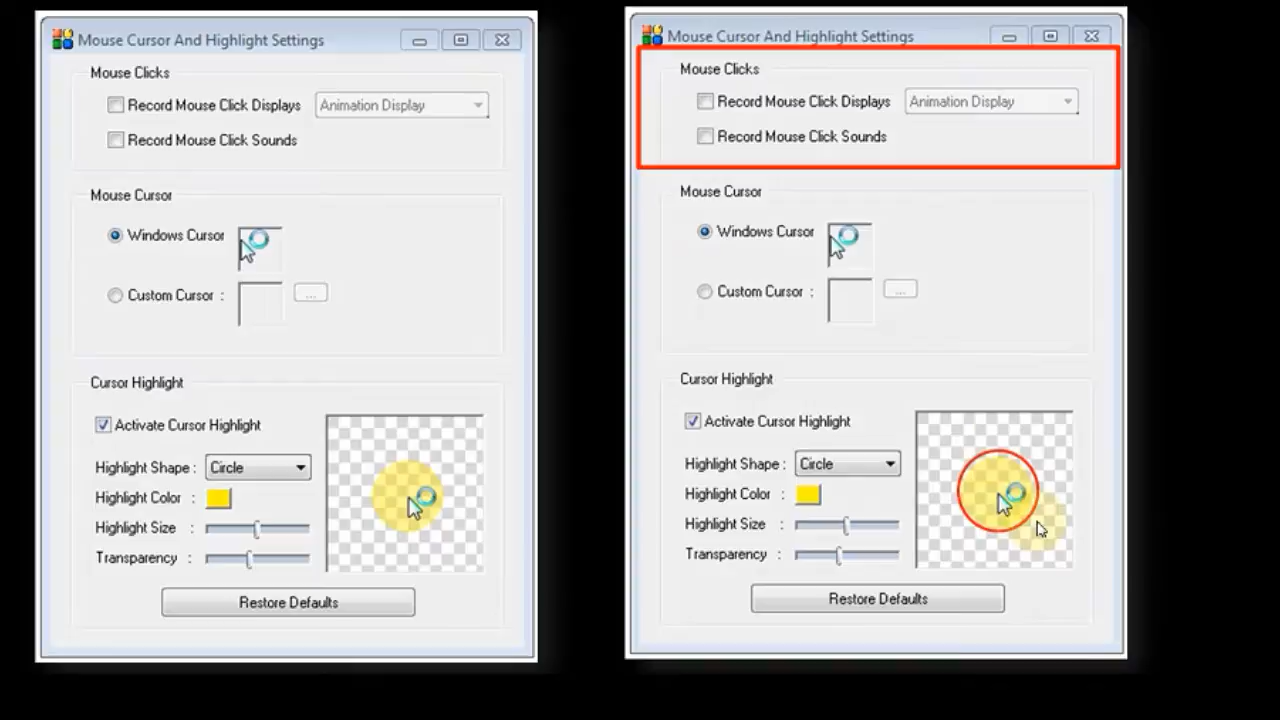 Mouse Cursor And Highlight Settings
Mouse Clicks
Record Mouse Click Displays Animation Display
Record Mouse Click Sounds
Mouse Cursor
Windows Cursor
Custom Cursor : ...
Cursor Highlight
Activate Cursor Highlight
Highlight Shape : Circle
Highlight Color :
Highlight Size :
Transparency :
Restore Defaults
Mouse Cursor And Highlight Settings
Mouse Clicks
Record Mouse Click Displays Animation Display
Record Mouse Click Sounds
Mouse Cursor
Windows Cursor
Custom Cursor : ...
Cursor Highlight
Activate Cursor Highlight
Highlight Shape : Circle
Highlight Color :
Highlight Size :
Transparency :
Restore Defaults